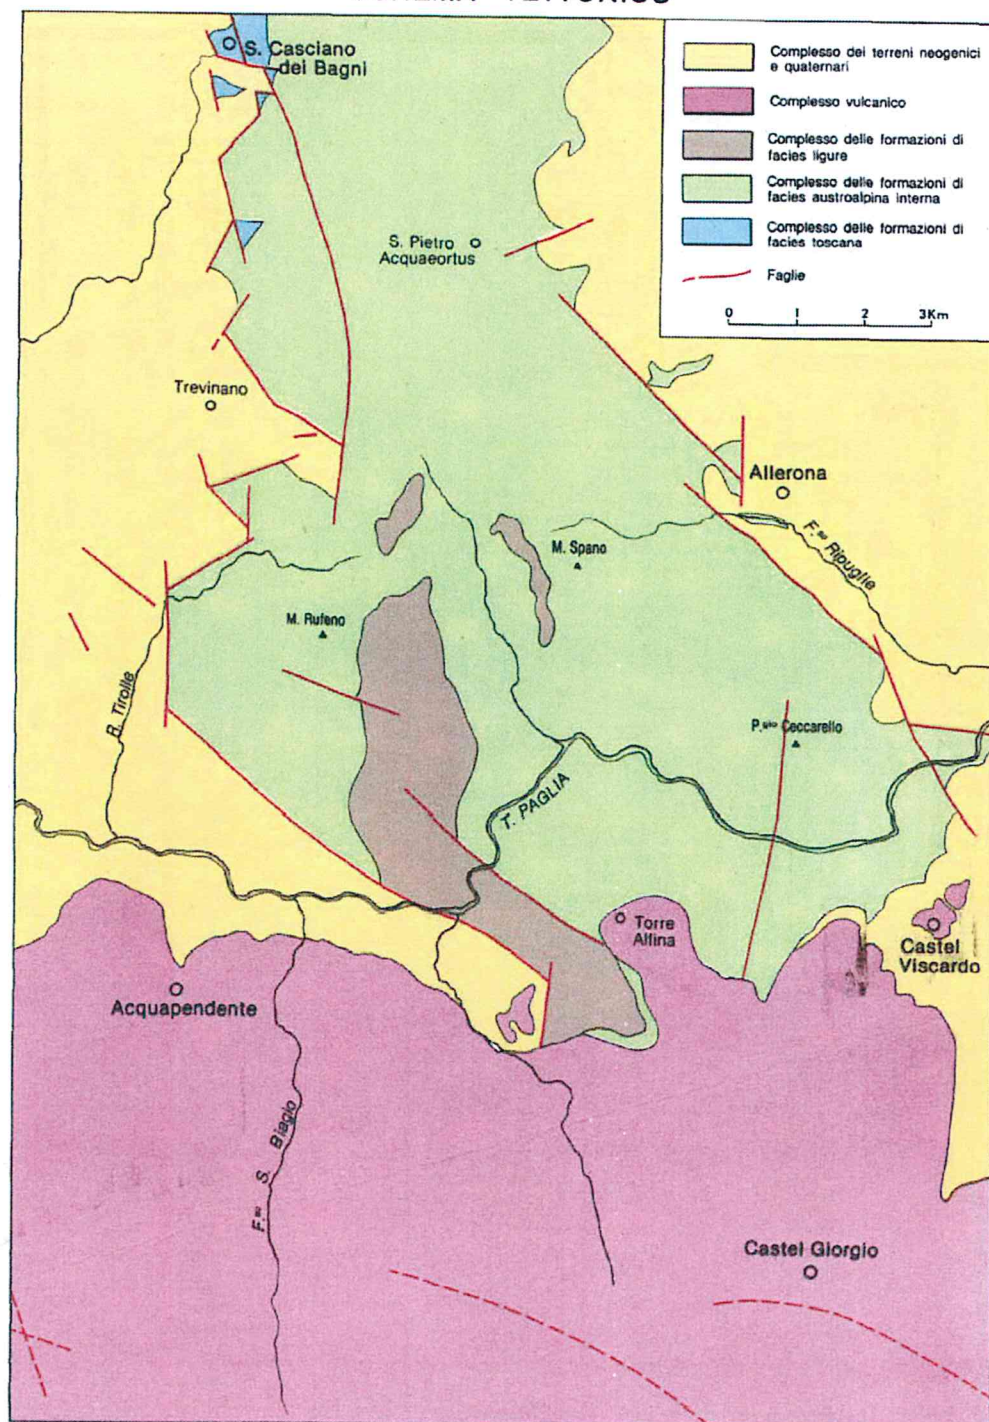 S. Casciano
dei Bagni
Complesso dei terreni neogenici
e quaternari
Complesso vulcanico
Complesso delle formazioni di
facies ligure
Complesso delle formazioni di
facies austroalpina interna
Complesso delle formazioni di
facies toscana
Faglie
0 1 2 3Km
S. Pietro
Acquaeortus
Trevinano
Allerona
F.so Ripuglie
M. Spano
M. Rufeno
R. Tirolle
P.gio Ceccarello
T. PAGLIA
Torre
Alfina
Castel
Viscardo
Acquapendente
F.so S. Biagio
Castel Giorgio